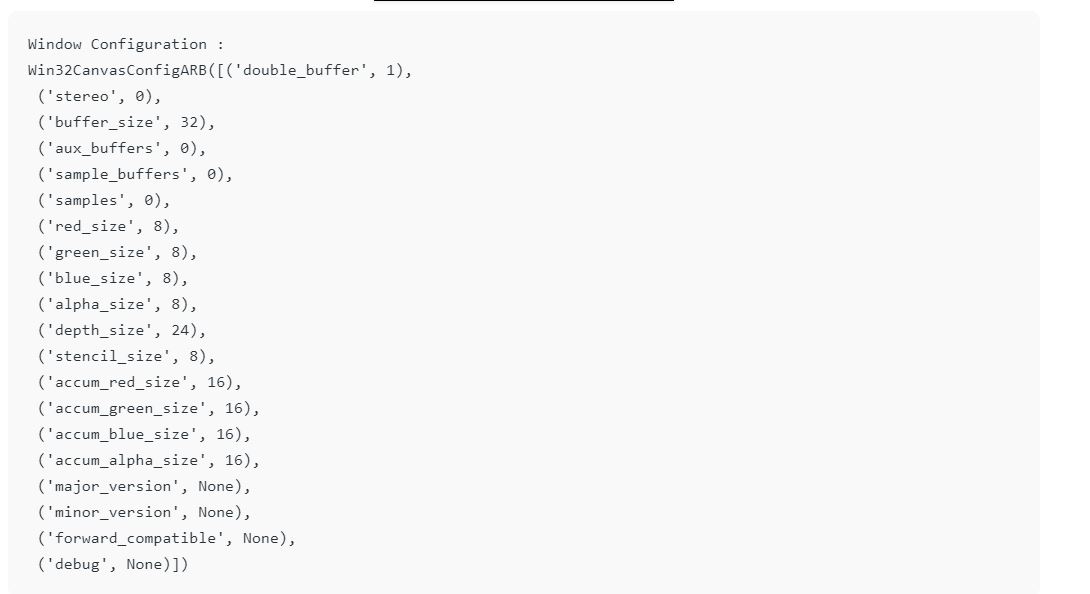 Window Configuration :
Win32CanvasConfigARB([('double_buffer', 1),
('stereo', 0),
('buffer_size', 32),
('aux_buffers', 0),
('sample_buffers', 0),
('samples', 0),
('red_size', 8),
('green_size', 8),
('blue_size', 8),
('alpha_size', 8),
('depth_size', 24),
('stencil_size', 8),
('accum_red_size', 16),
('accum_green_size', 16),
('accum_blue_size', 16),
('accum_alpha_size', 16),
('major_version', None),
('minor_version', None),
('forward_compatible', None),
('debug', None)])